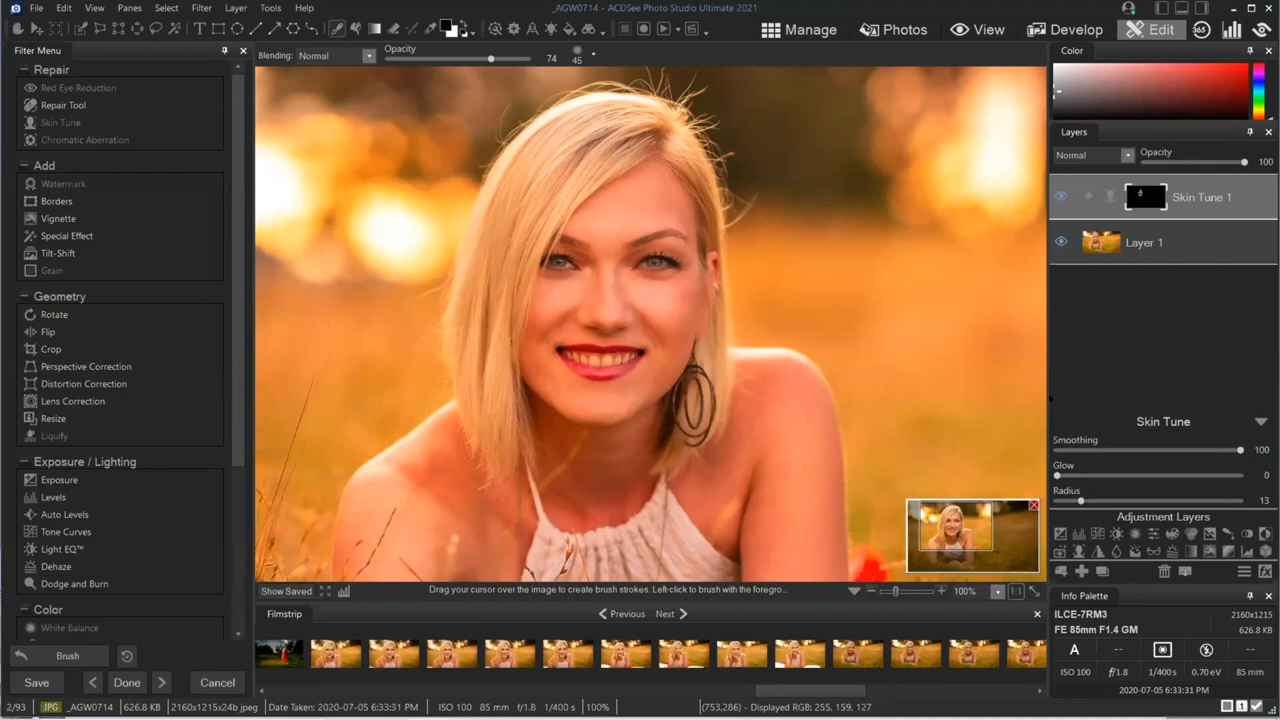 File Edit View Panes Select Filter Layer Tools Help
_AGW0714 - ACDSee Photo Studio Ultimate 2021
Manage Photos View Develop Edit 365
Filter Menu
Blending: Normal
Opacity
74
45
Repair
Red Eye Reduction
Repair Tool
Skin Tune
Chromatic Aberration
Add
Watermark
Borders
Vignette
Special Effect
Tilt-Shift
Grain
Geometry
Rotate
Flip
Crop
Perspective Correction
Distortion Correction
Lens Correction
Resize
Liquify
Exposure / Lighting
Exposure
Levels
Auto Levels
Tone Curves
Light EQ™
Dehaze
Dodge and Burn
Color
White Balance
Brush
Save
Done
Cancel
Color
Layers
Normal
Opacity
100
Skin Tune 1
Layer 1
Skin Tune
Smoothing
100
Glow
0
Radius
13
Adjustment Layers
Show Saved
Drag your cursor over the image to create brush strokes. Left-click to brush with the foregro...
100%
1:1
Filmstrip
Previous Next
Info Palette
ILCE-7RM3
2160x1215
FE 85mm F1.4 GM
626.8 KB
A -- --
ISO 100 f/1.8 1/400 s 0.70 eV 85 mm
2020-07-05 6:33:31 PM
2/93 JPG _AGW0714 626.8 KB 2160x1215x24b jpeg Date Taken: 2020-07-05 6:33:31 PM ISO 100 85 mm f/1.8 1/400 s 100% (753,286) - Displayed RGB: 255, 159, 127
1